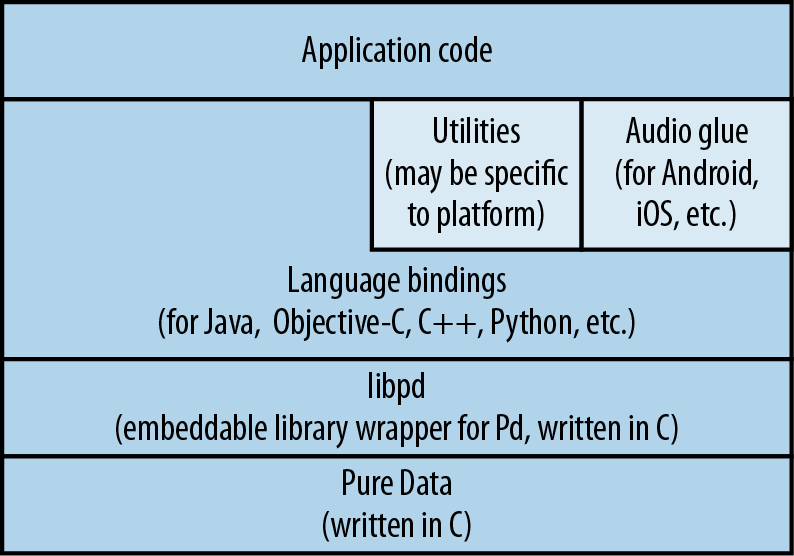 Application code
Utilities
(may be specific
to platform)
Audio glue
(for Android,
iOS, etc.)
Language bindings
(for Java, Objective-C, C++, Python, etc.)
libpd
(embeddable library wrapper for Pd, written in C)
Pure Data
(written in C)